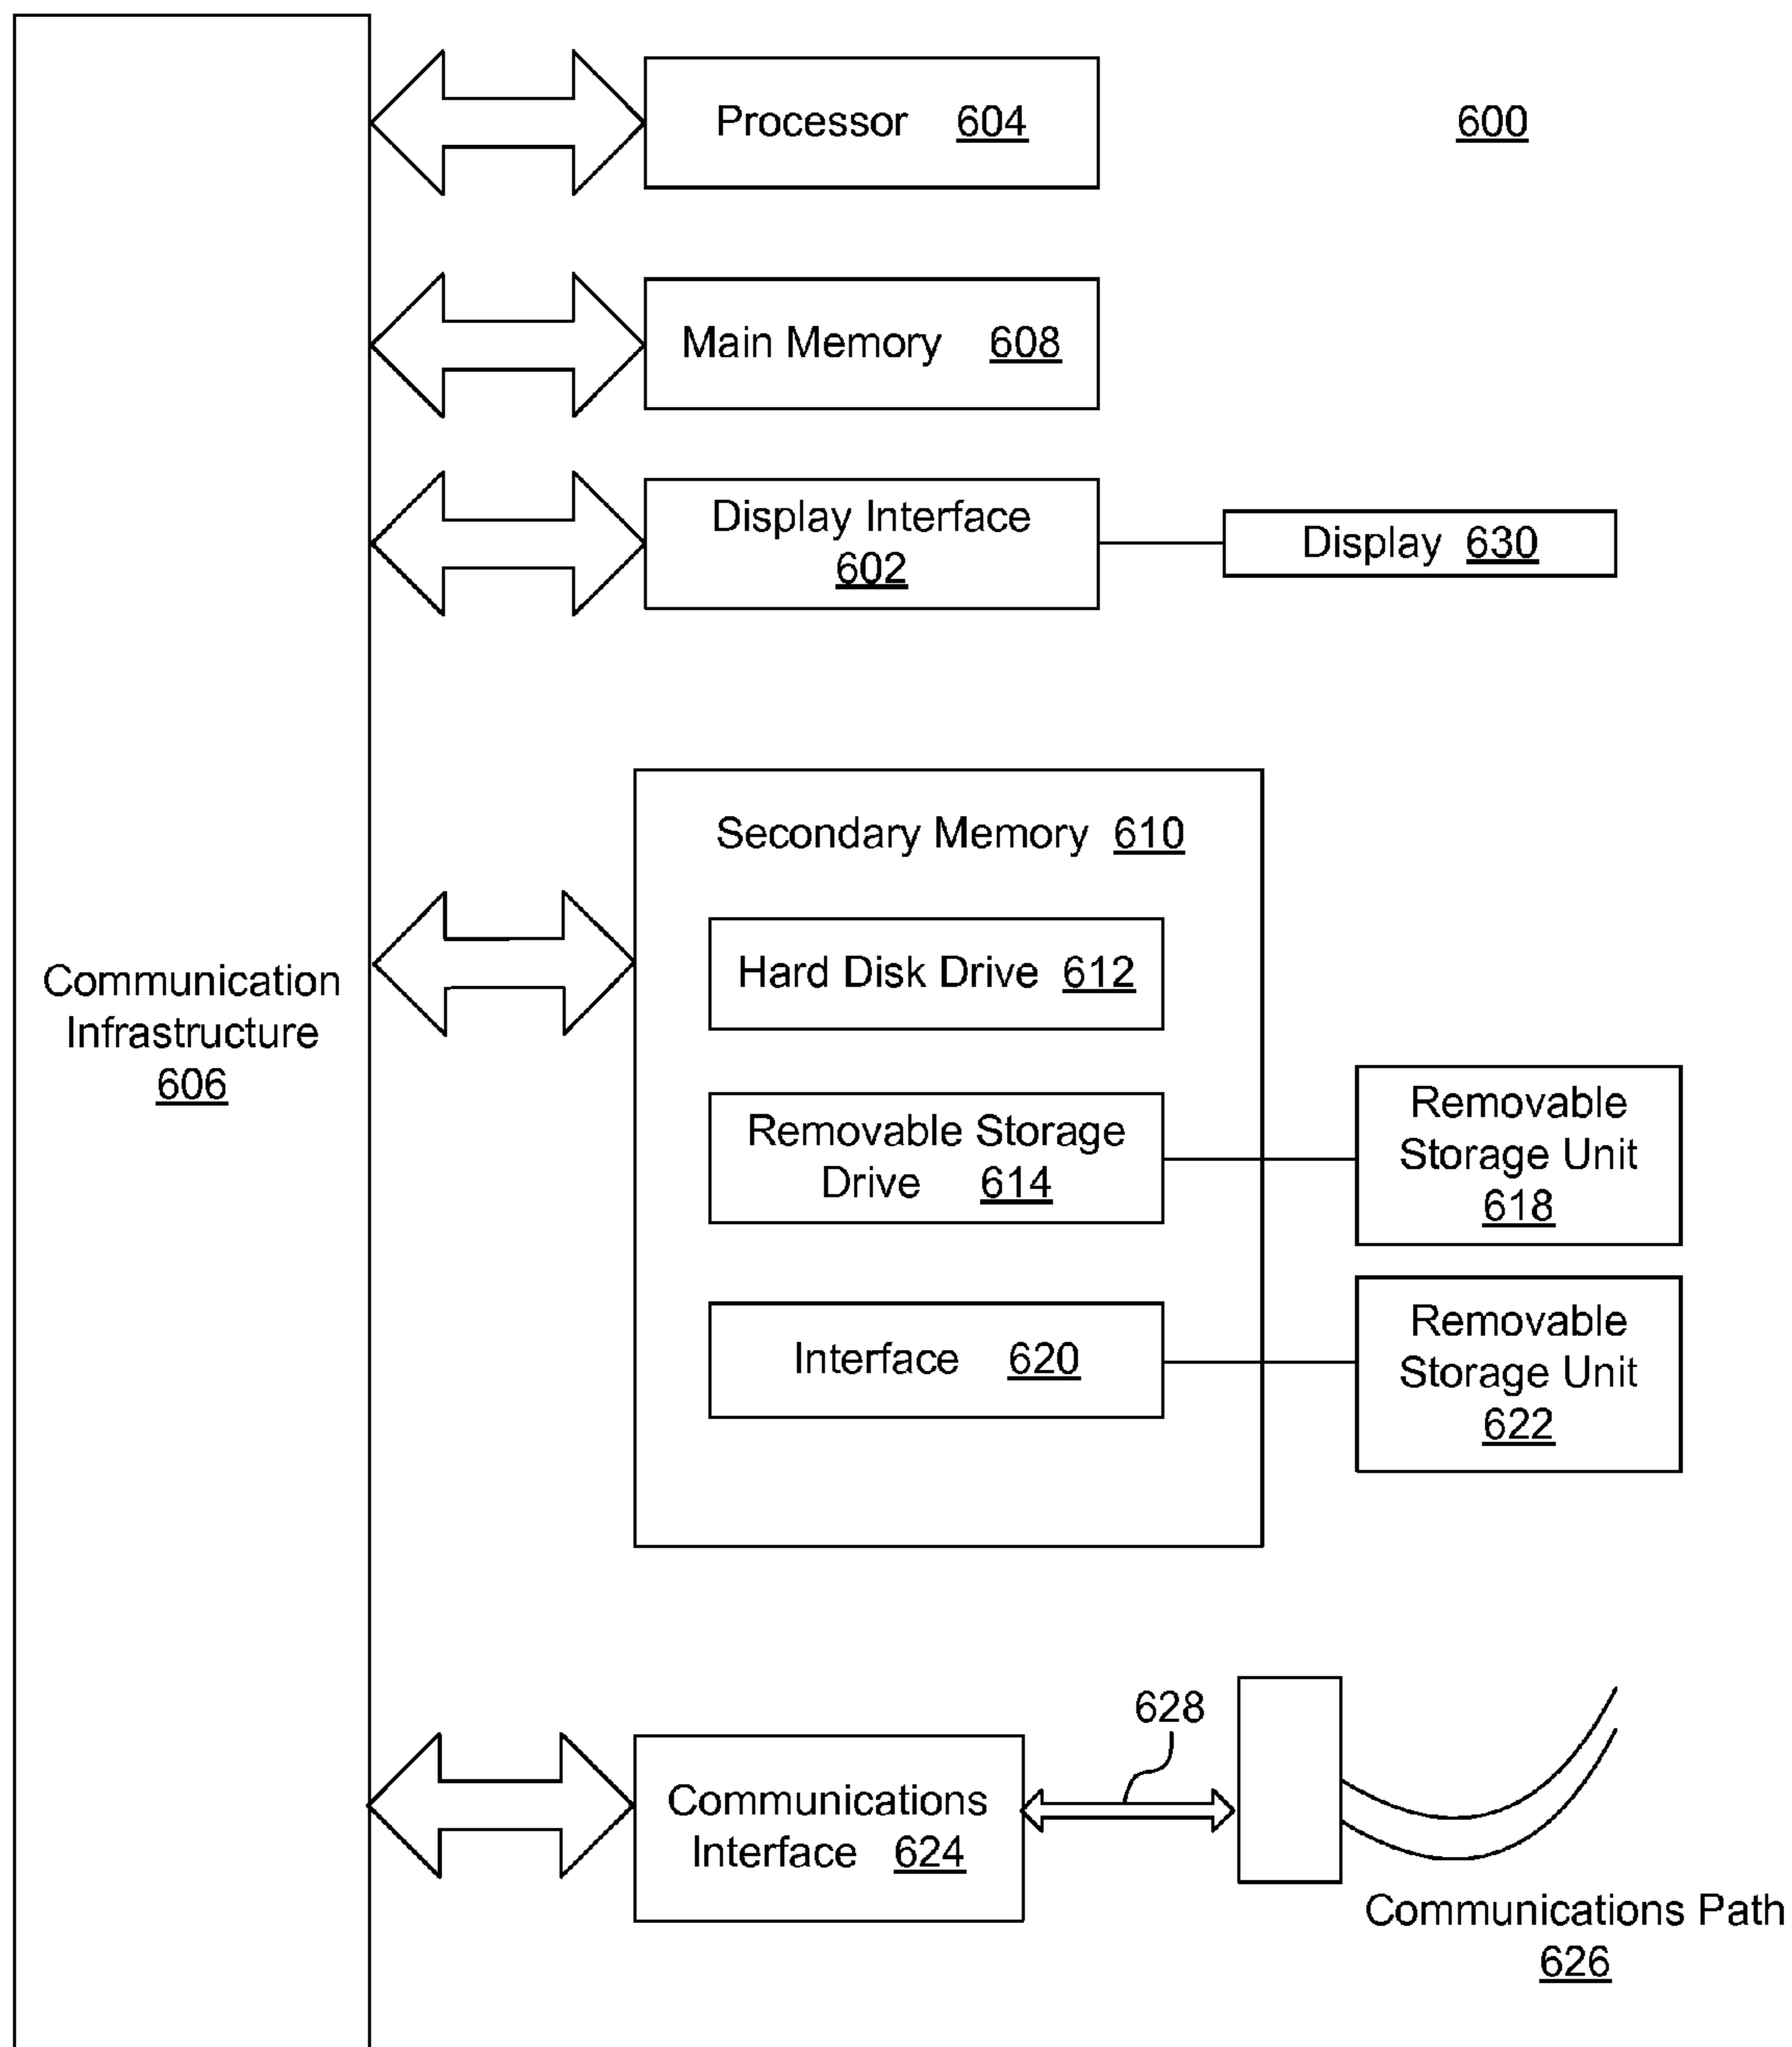 Processor 604
600
Main Memory 608
Display Interface
602
Display 630
Secondary Memory 610
Hard Disk Drive 612
Communication
Infrastructure
606
Removable Storage
Drive 614
Removable
Storage Unit
618
Interface 620
Removable
Storage Unit
622
628
Communications
Interface 624
Communications Path
626